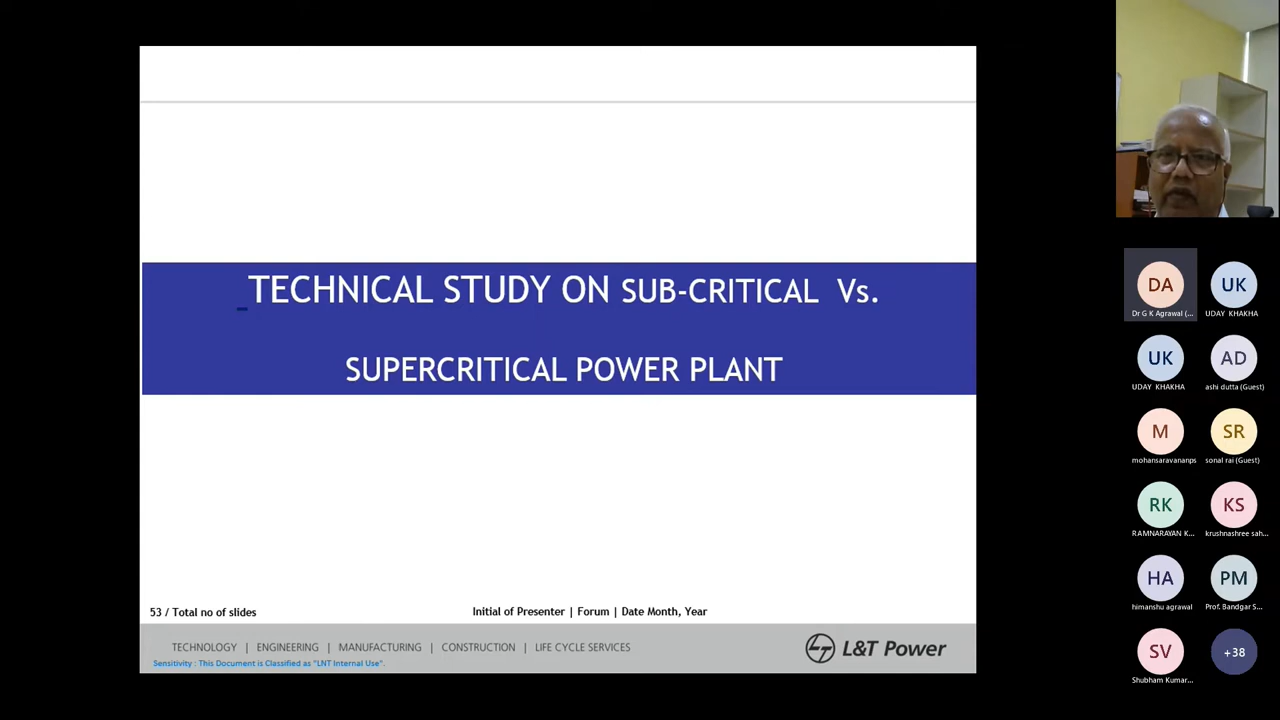 TECHNICAL STUDY ON SUB-CRITICAL Vs.
SUPERCRITICAL POWER PLANT
53 / Total no of slides
Initial of Presenter | Forum | Date Month, Year
TECHNOLOGY | ENGINEERING | MANUFACTURING | CONSTRUCTION | LIFE CYCLE SERVICES
Sensitivity : This Document is Classified as "LNT Internal Use".
L&T Power
DA
Dr G K Agrawal (...
UK
UDAY KHAKHA
UK
UDAY KHAKHA
AD
ashi dutta (Guest)
M
mohansaravananps
SR
sonal rai (Guest)
RK
RAMNARAYAN K...
KS
krushnashree sah...
HA
himanshu agrawal
PM
Prof. Bandgar S...
SV
Shubham Kumar...
+38